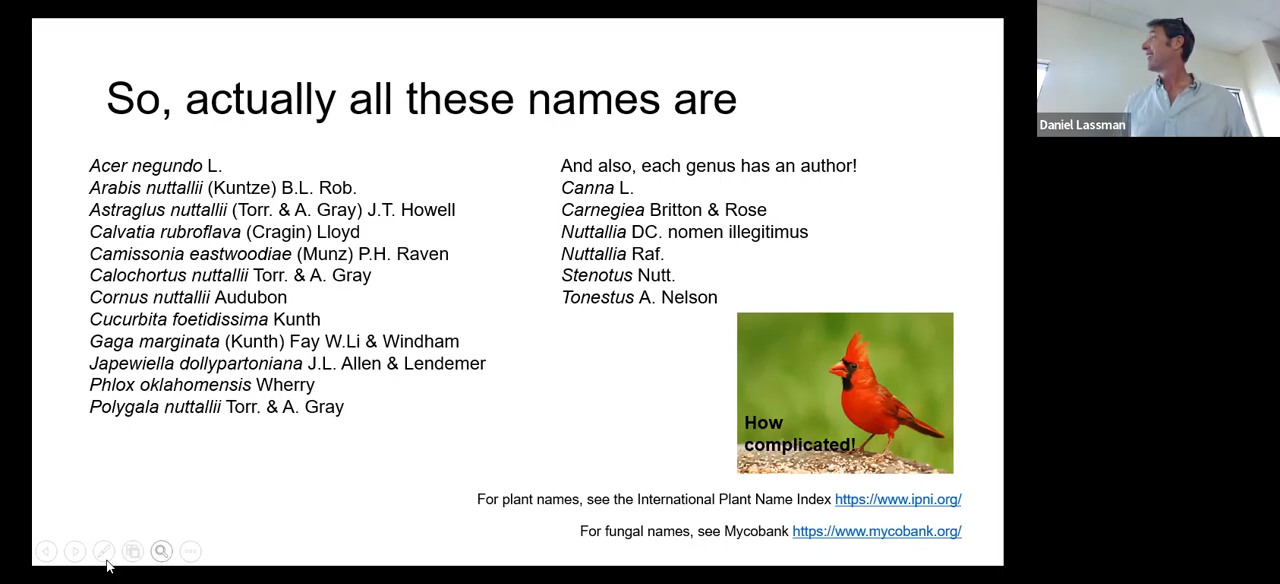 So, actually all these names are
Acer negundo L.
Arabis nuttallii (Kuntze) B.L. Rob.
Astraglus nuttallii (Torr. & A. Gray) J.T. Howell
Calvatia rubroflava (Cragin) Lloyd
Camissonia eastwoodiae (Munz) P.H. Raven
Calochortus nuttallii Torr. & A. Gray
Cornus nuttallii Audubon
Cucurbita foetidissima Kunth
Gaga marginata (Kunth) Fay W.Li & Windham
Japewiella dollypartoniana J.L. Allen & Lendemer
Phlox oklahomensis Wherry
Polygala nuttallii Torr. & A. Gray
And also, each genus has an author!
Canna L.
Carnegiea Britton & Rose
Nuttallia DC. nomen illegitimus
Nuttallia Raf.
Stenotus Nutt.
Tonestus A. Nelson
How
complicated!
For plant names, see the International Plant Name Index https://www.ipni.org/
For fungal names, see Mycobank https://www.mycobank.org/
Daniel Lassman